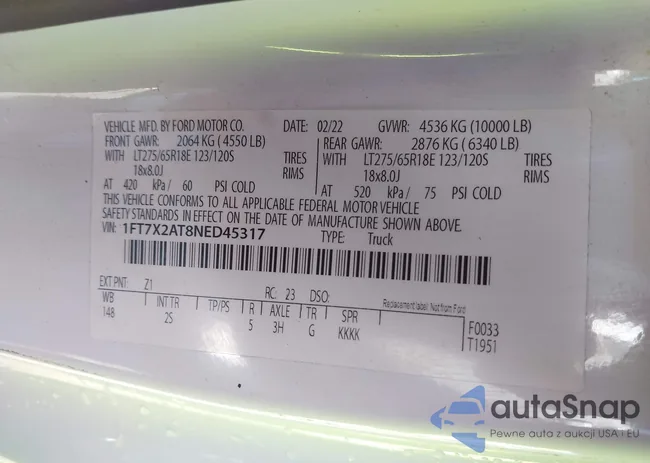 VEHICLE MFD. BY FORD MOTOR CO. DATE: 02/22 GVWR: 4536 KG (10000 LB)
FRONT GAWR: 2064 KG ( 4550 LB) REAR GAWR: 2876 KG ( 6340 LB)
WITH LT275/65R18E 123/120S TIRES WITH LT275/65R18E 123/120S TIRES
18x8.0J RIMS 18x8.0J RIMS
AT 420 kPa/ 60 PSI COLD AT 520 kPa/ 75 PSI COLD
THIS VEHICLE CONFORMS TO ALL APPLICABLE FEDERAL MOTOR VEHICLE
SAFETY STANDARDS IN EFFECT ON THE DATE OF MANUFACTURE SHOWN ABOVE.
VIN: 1FT7X2AT8NED45317 TYPE: Truck
EXT PNT: Z1 RC: 23 DSO: Replacement label Not from Ford
WB INT TR TP/PS R AXLE TR SPR F0033
148 2S 5 3H G KKKK T1951
autaSnap
Pewne auta z aukcji USA i EU